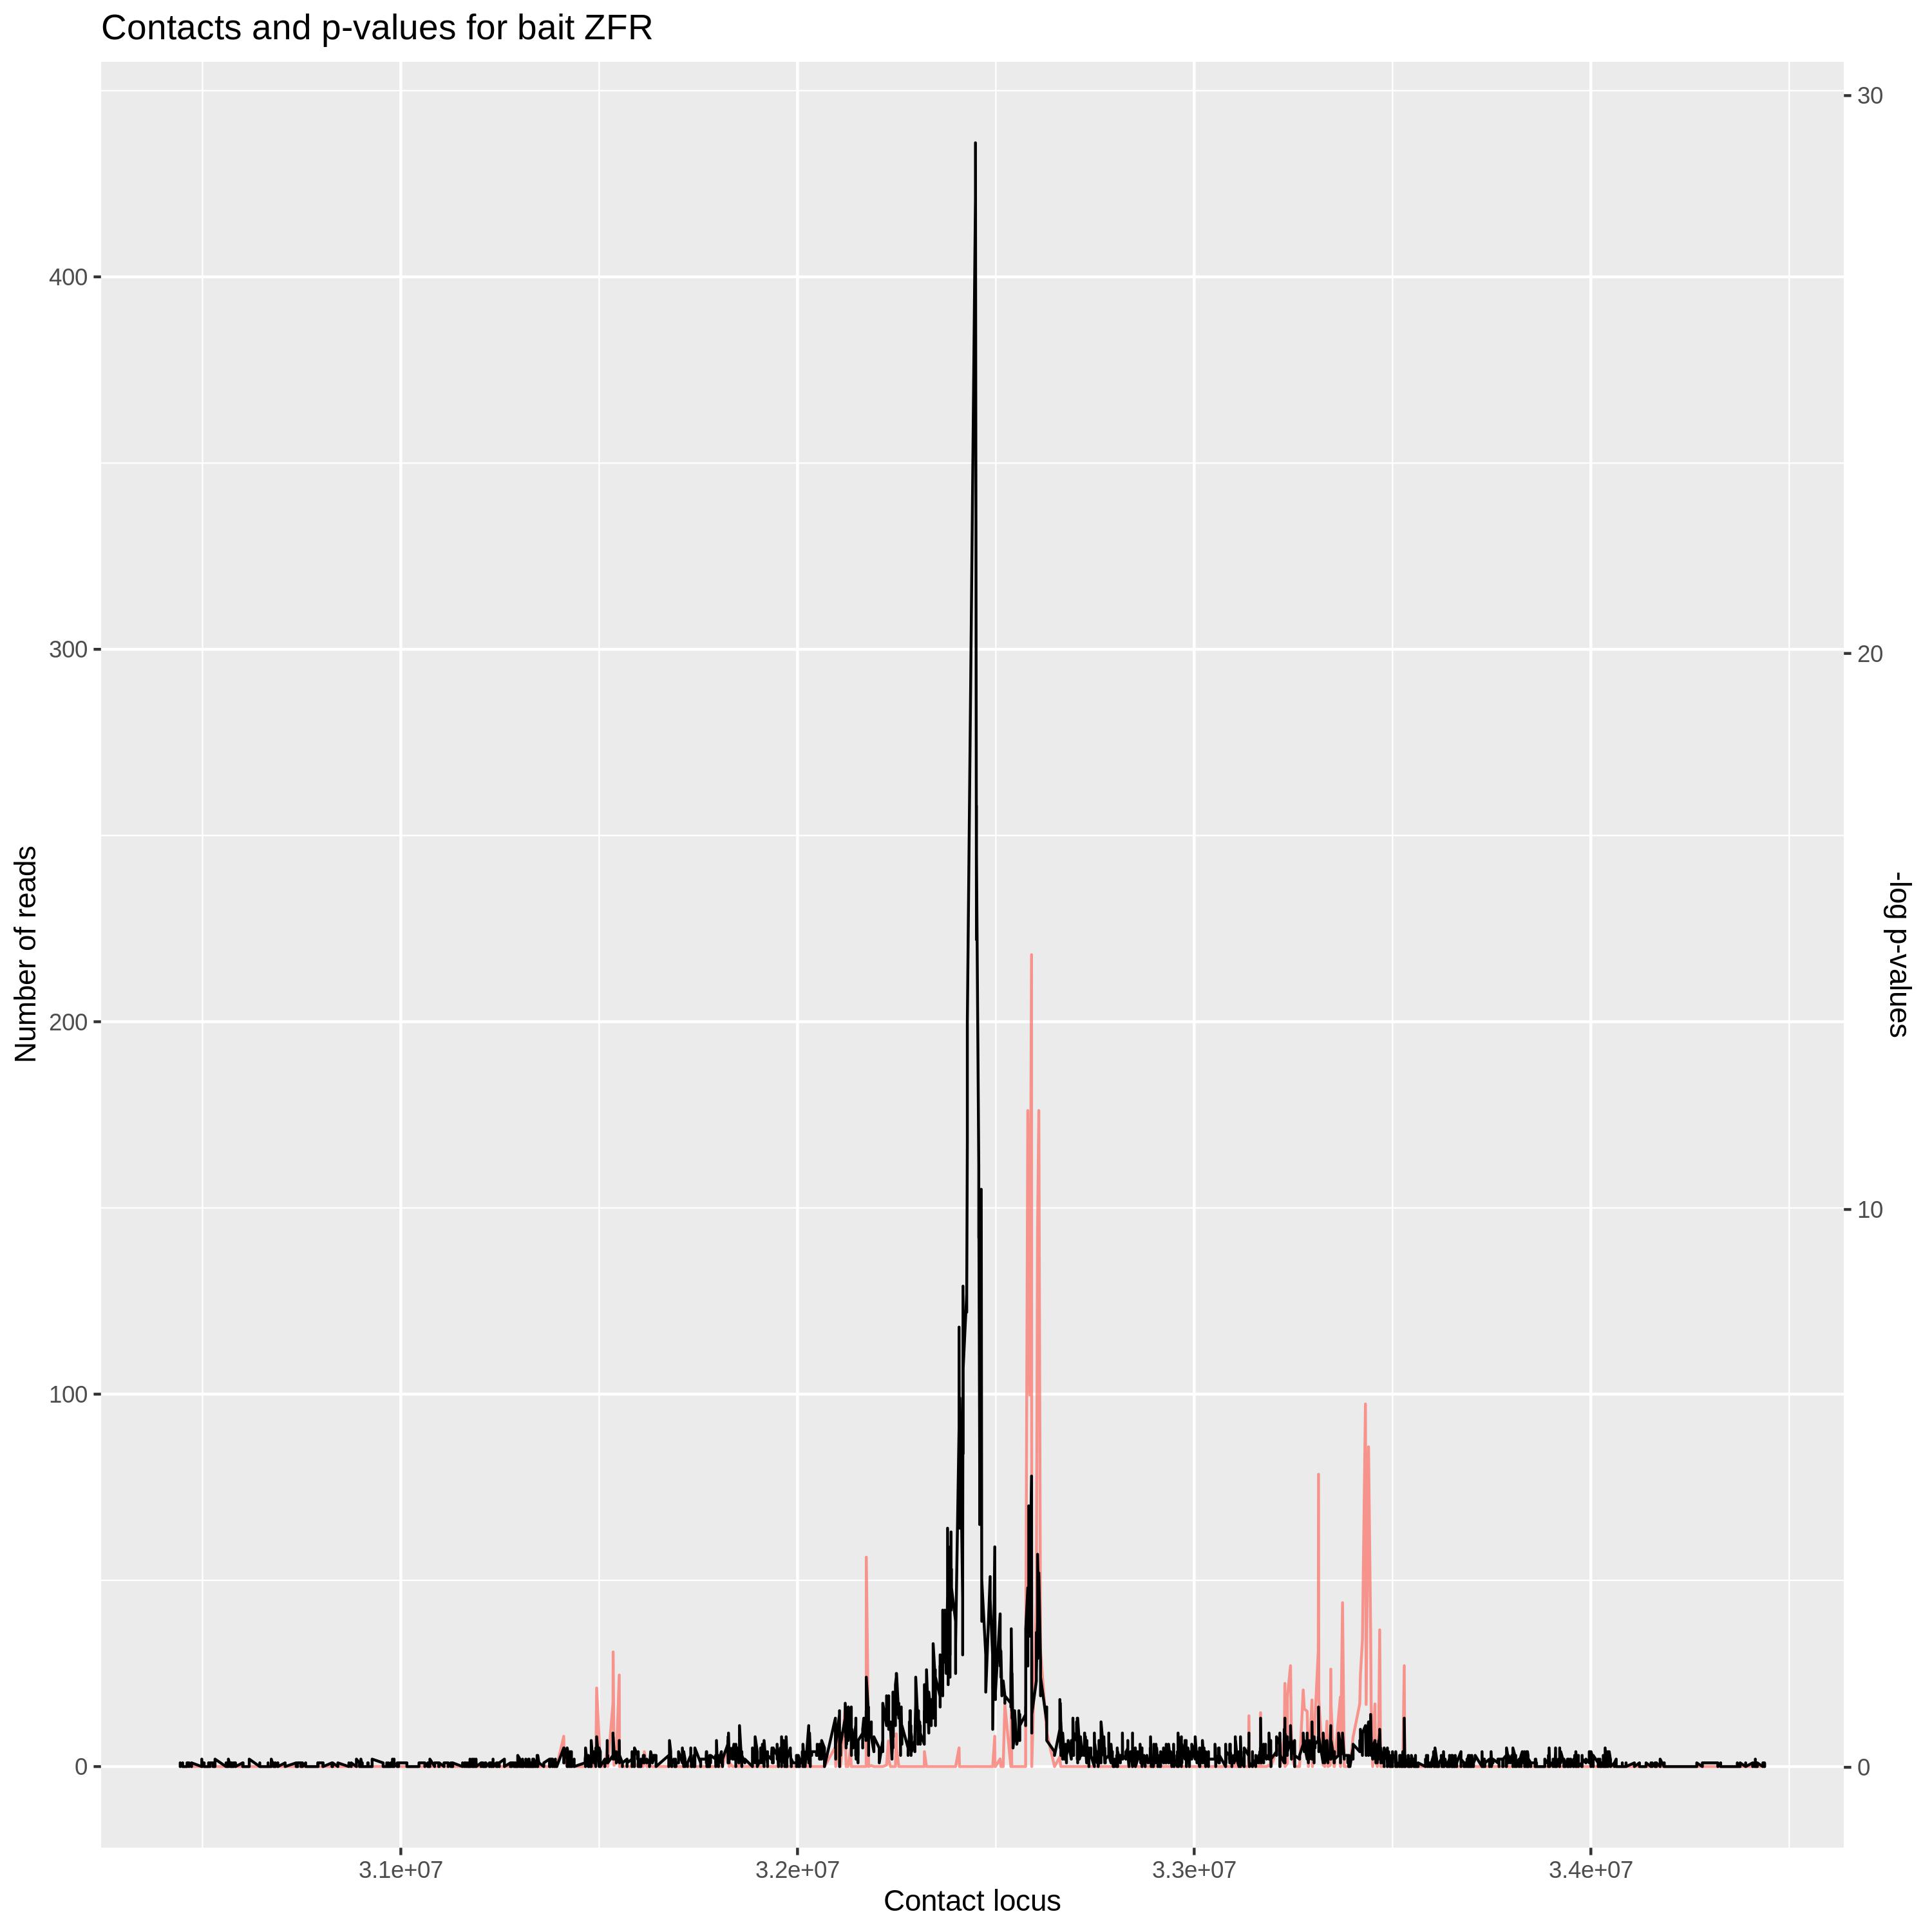 Contacts and p-values for bait ZFR
30
400
300
20
200
10
100
0
0
Number of reads
-log p-values
3.1e+07
3.2e+07
3.3e+07
3.4e+07
Contact locus